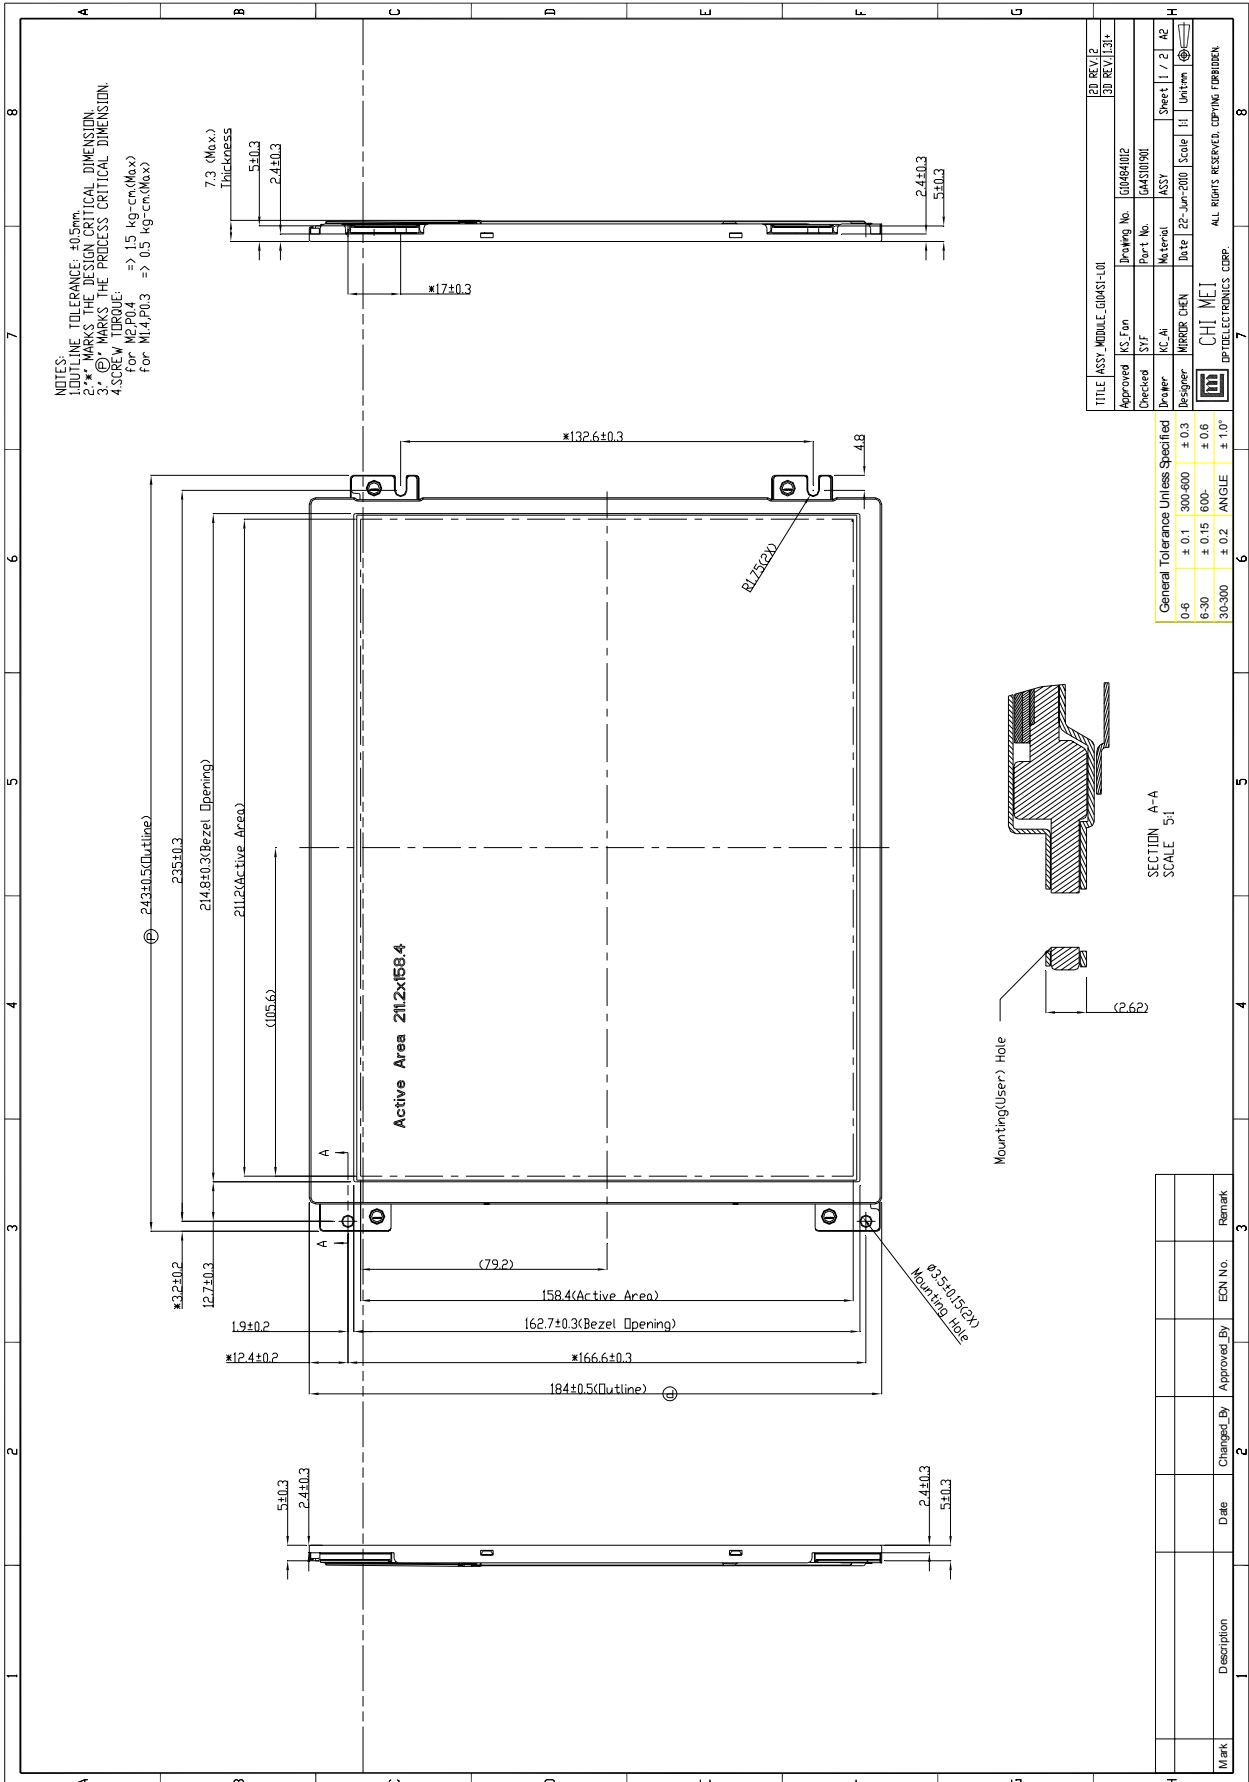 NOTES:
1.OUTLINE TOLERANCE: ±0.5mm.
2."*" MARKS THE DESIGN CRITICAL DIMENSION.
3." Ⓟ" MARKS THE PROCESS CRITICAL DIMENSION.
4.SCREW TORQUE:
for M2,P0.4 => 1.5 kg-cm.(Max)
for M1.4,P0.3 => 0.5 kg-cm.(Max)
8
7
6
5
4
3
2
1
A
B
C
D
E
F
G
H
7.3 (Max.)
Thickness
5±0.3
2.4±0.3
*17±0.3
2.4±0.3
5±0.3
*132.6±0.3
4.8
R1.75(2X)
Ⓟ 243±0.5(Outline)
235±0.3
214.8±0.3(Bezel Opening)
211.2(Active Area)
(105.6)
Active Area 211.2x158.4
A
A
*3.2±0.2
12.7±0.3
1.9±0.2
*12.4±0.2
(79.2)
158.4(Active Area)
162.7±0.3(Bezel Opening)
*166.6±0.3
184±0.5(Outline) Ⓟ
Ø3.5±0.15(2X)
Mounting Hole
5±0.3
2.4±0.3
2.4±0.3
5±0.3
Mounting(User) Hole
(2.62)
SECTION A-A
SCALE 5:1
General Tolerance Unless Specified
0-6 ± 0.1 300-600 ± 0.3
6-30 ± 0.15 600- ± 0.6
30-300 ± 0.2 ANGLE ± 1.0°
2D REV. 2
3D REV. 1.31+
TITLE ASSY_MODULE_G104S1-L01
Approved KS_Fan Drawing No. G104841012
Checked SYF Part No. GA4S101901
Drawer KC_Ai Material ASSY Sheet 1 / 2 A2
Designer MIRROR CHEN Date 22-Jun-2010 Scale 1:1 Unit:mm
CHI MEI
OPTOELECTRONICS CORP.
ALL RIGHTS RESERVED, COPYING FORBIDDEN.
Mark Description Date Changed_By Approved_By ECN No. Remark
8
7
6
5
4
3
2
1